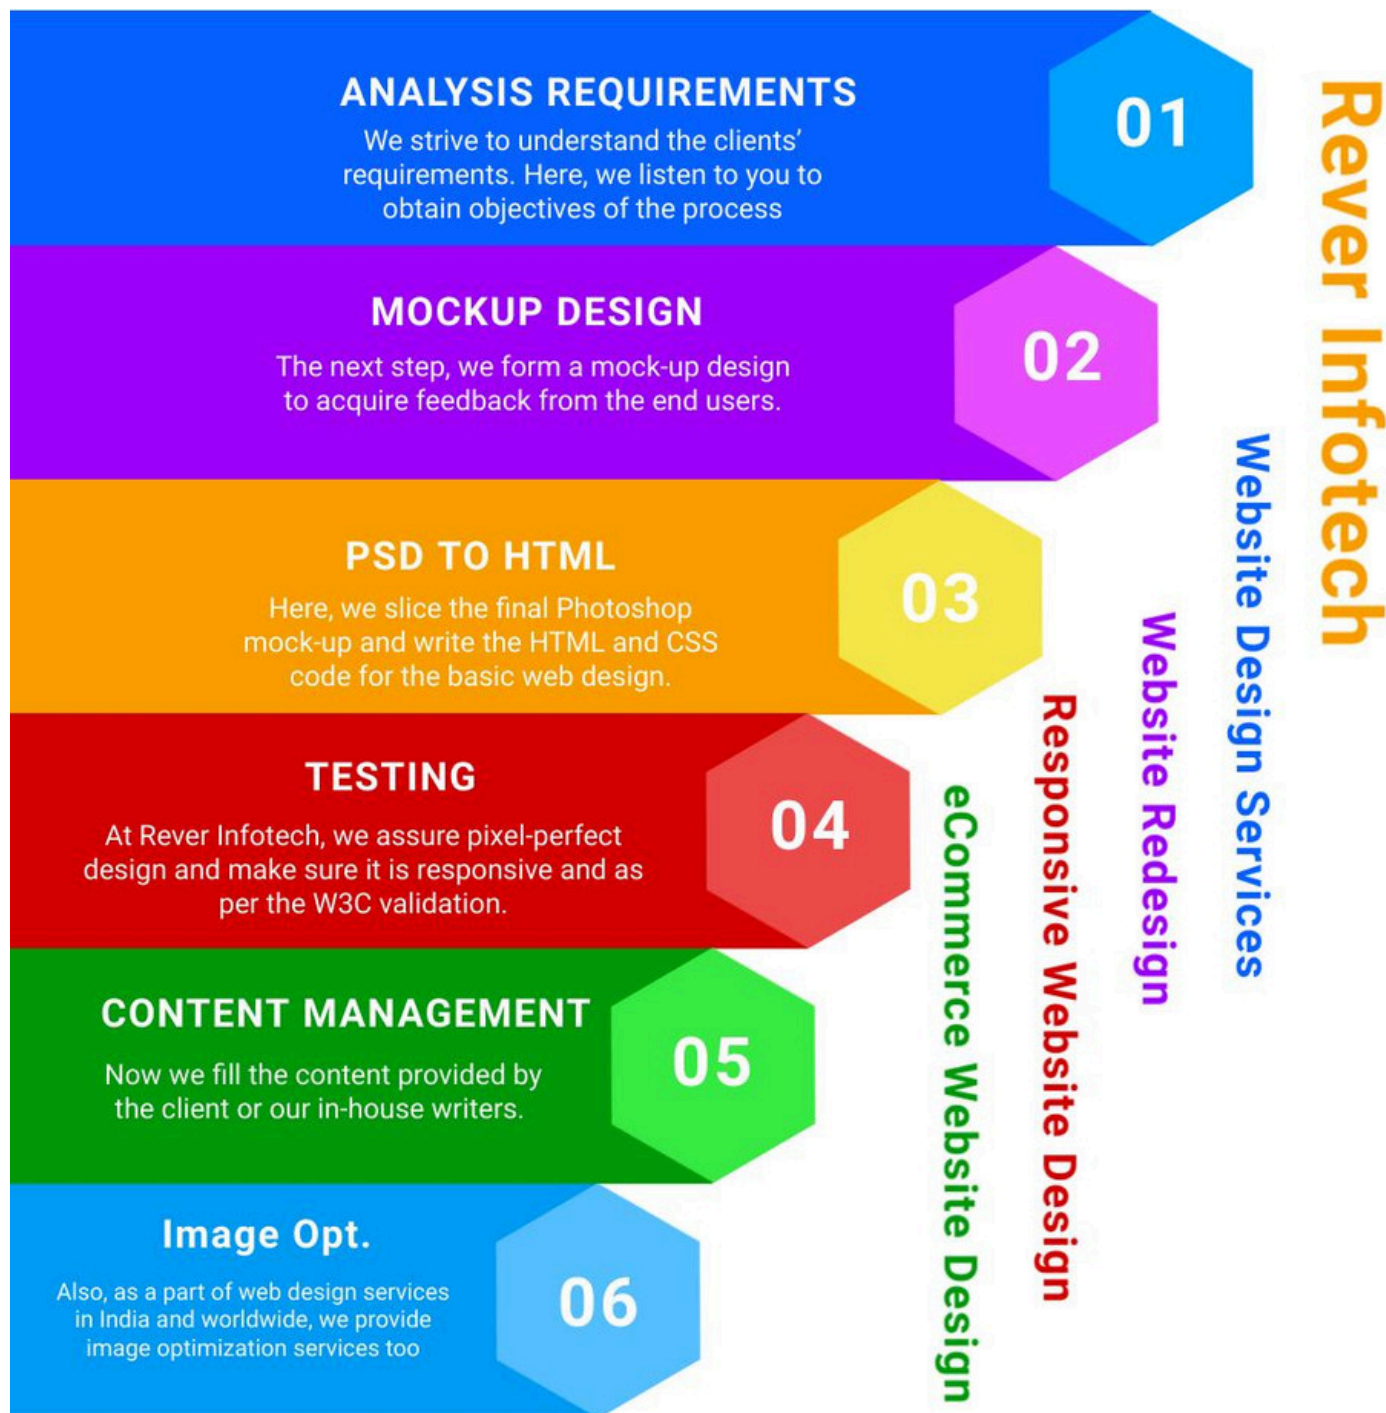 ANALYSIS REQUIREMENTS
We strive to understand the clients’
requirements. Here, we listen to you to
obtain objectives of the process
01
MOCKUP DESIGN
The next step, we form a mock-up design
to acquire feedback from the end users.
02
PSD TO HTML
Here, we slice the final Photoshop
mock-up and write the HTML and CSS
code for the basic web design.
03
TESTING
At Rever Infotech, we assure pixel-perfect
design and make sure it is responsive and as
per the W3C validation.
04
CONTENT MANAGEMENT
Now we fill the content provided by
the client or our in-house writers.
05
Image Opt.
Also, as a part of web design services
in India and worldwide, we provide
image optimization services too
06
Rever Infotech
Website Design Services
Website Redesign
Responsive Website Design
eCommerce Website Design